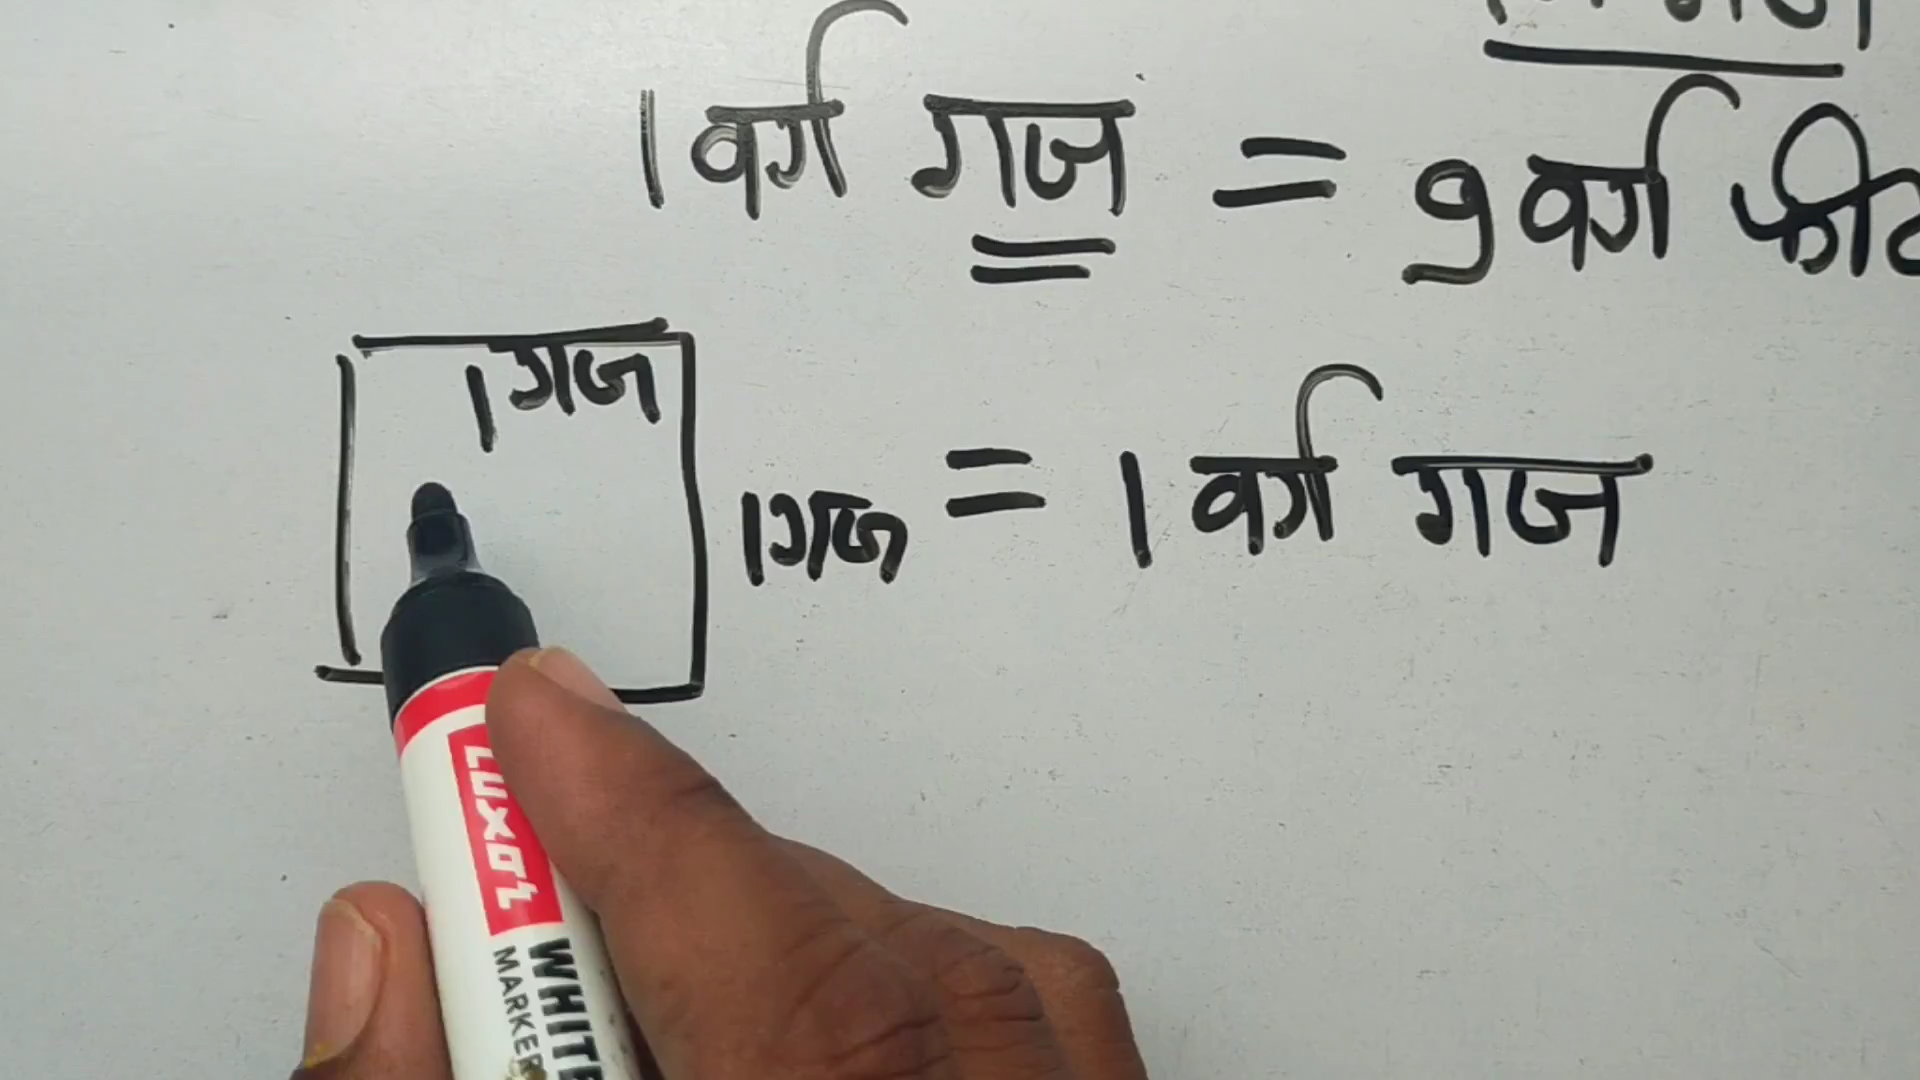 1 वर्ग गज = 9 वर्ग फीट
1 गज
1 गज = 1 वर्ग गज
LUXOR
WHITE
MARKER